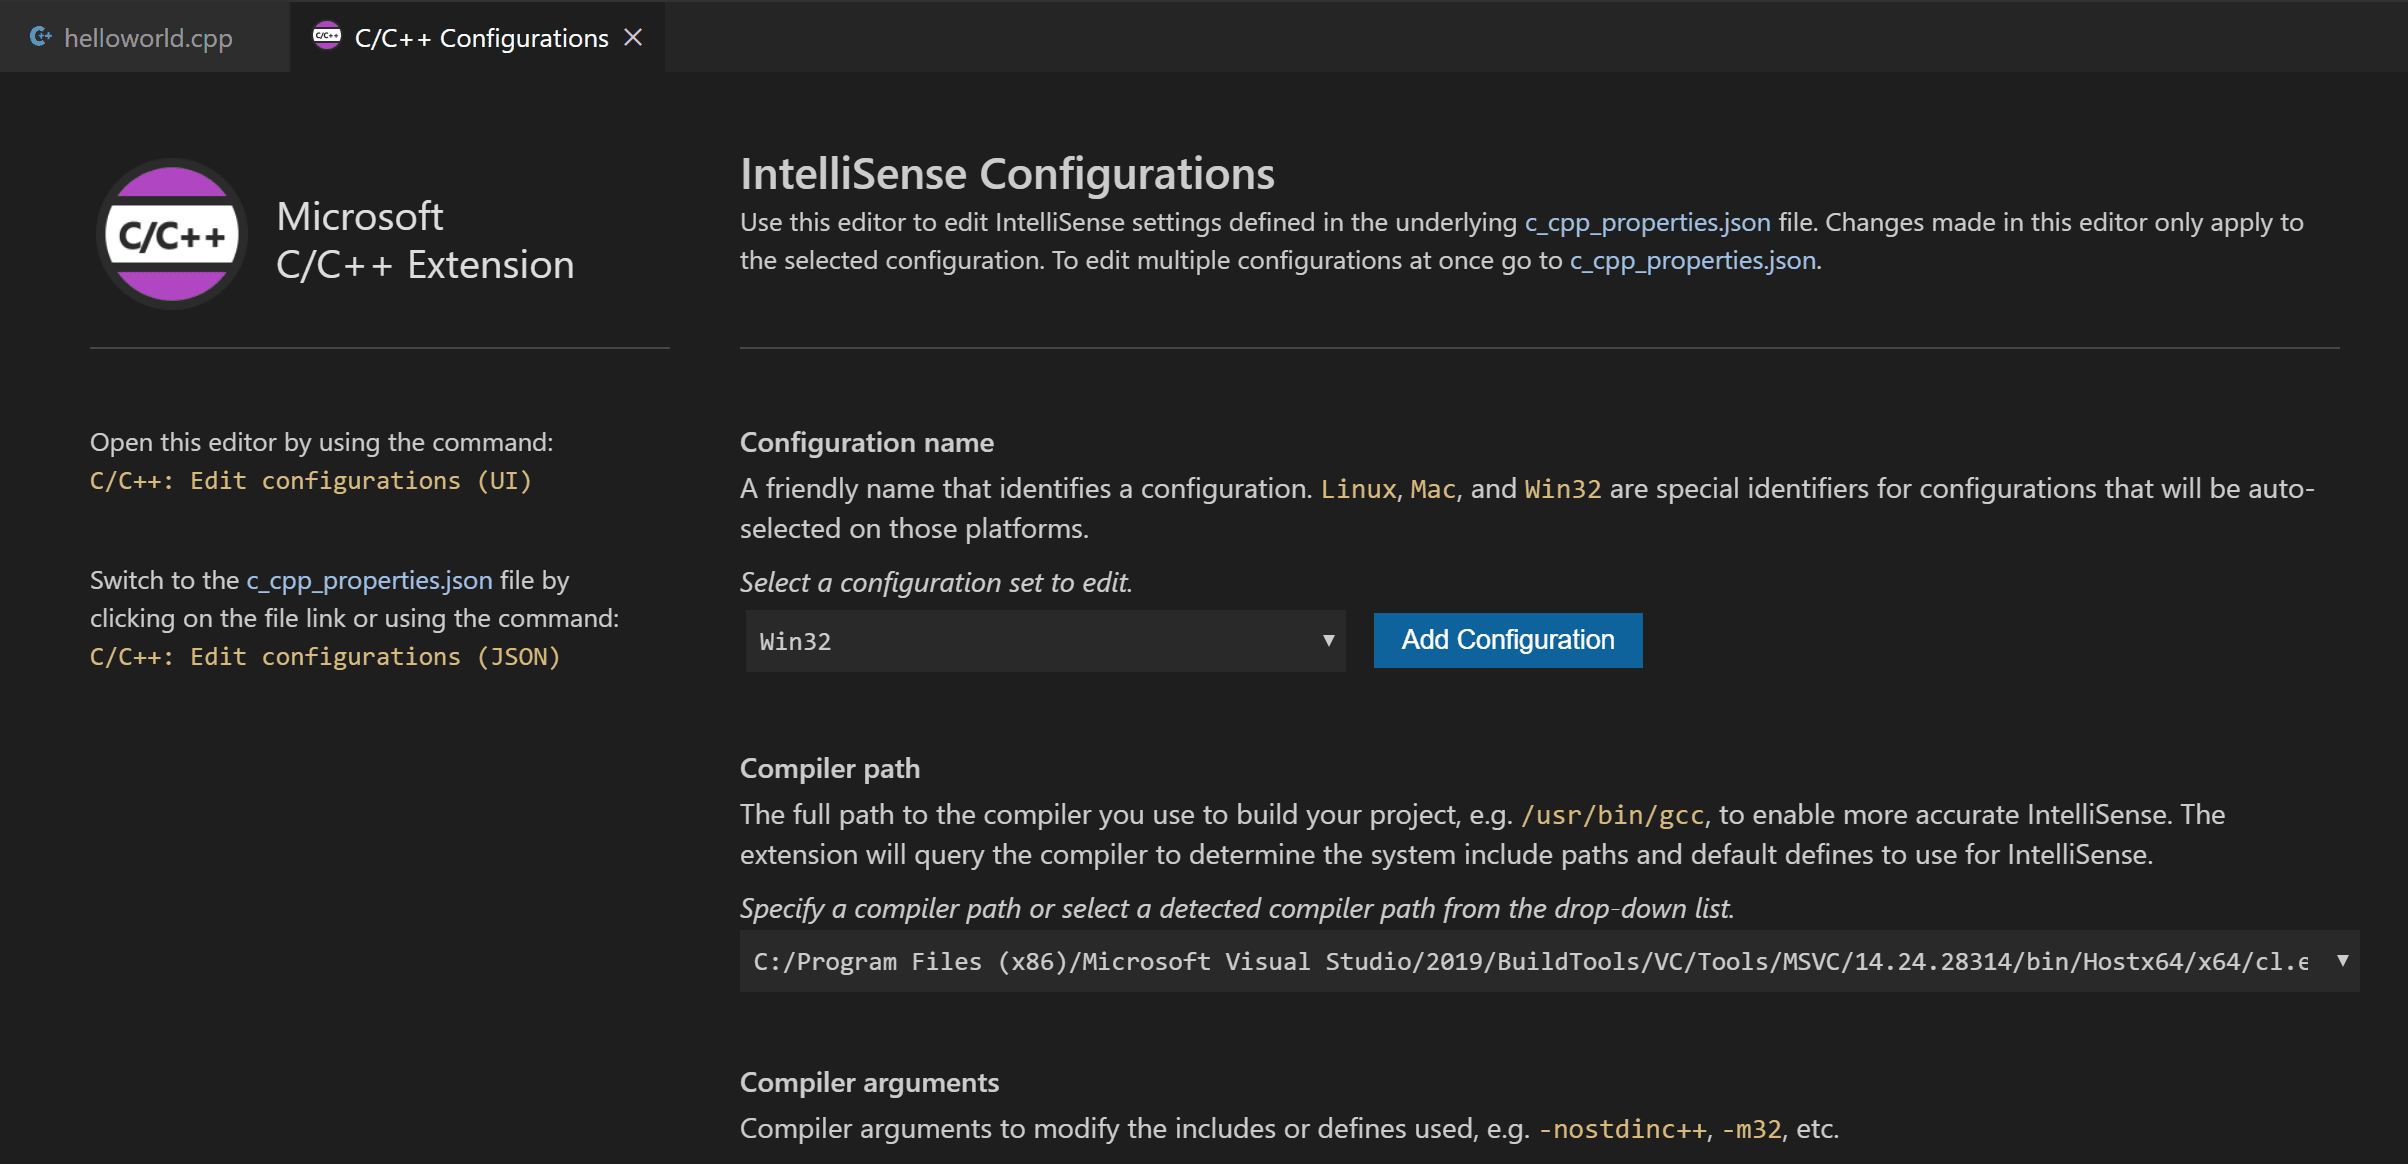 helloworld.cpp
C/C++ C/C++ Configurations
C/C++
Microsoft
C/C++ Extension
Open this editor by using the command:
C/C++: Edit configurations (UI)
Switch to the c_cpp_properties.json file by
clicking on the file link or using the command:
C/C++: Edit configurations (JSON)
IntelliSense Configurations
Use this editor to edit IntelliSense settings defined in the underlying c_cpp_properties.json file. Changes made in this editor only apply to
the selected configuration. To edit multiple configurations at once go to c_cpp_properties.json.
Configuration name
A friendly name that identifies a configuration. Linux, Mac, and Win32 are special identifiers for configurations that will be auto-
selected on those platforms.
Select a configuration set to edit.
Win32
Add Configuration
Compiler path
The full path to the compiler you use to build your project, e.g. /usr/bin/gcc, to enable more accurate IntelliSense. The
extension will query the compiler to determine the system include paths and default defines to use for IntelliSense.
Specify a compiler path or select a detected compiler path from the drop-down list.
C:/Program Files (x86)/Microsoft Visual Studio/2019/BuildTools/VC/Tools/MSVC/14.24.28314/bin/Hostx64/x64/cl.e
Compiler arguments
Compiler arguments to modify the includes or defines used, e.g. -nostdinc++, -m32, etc.